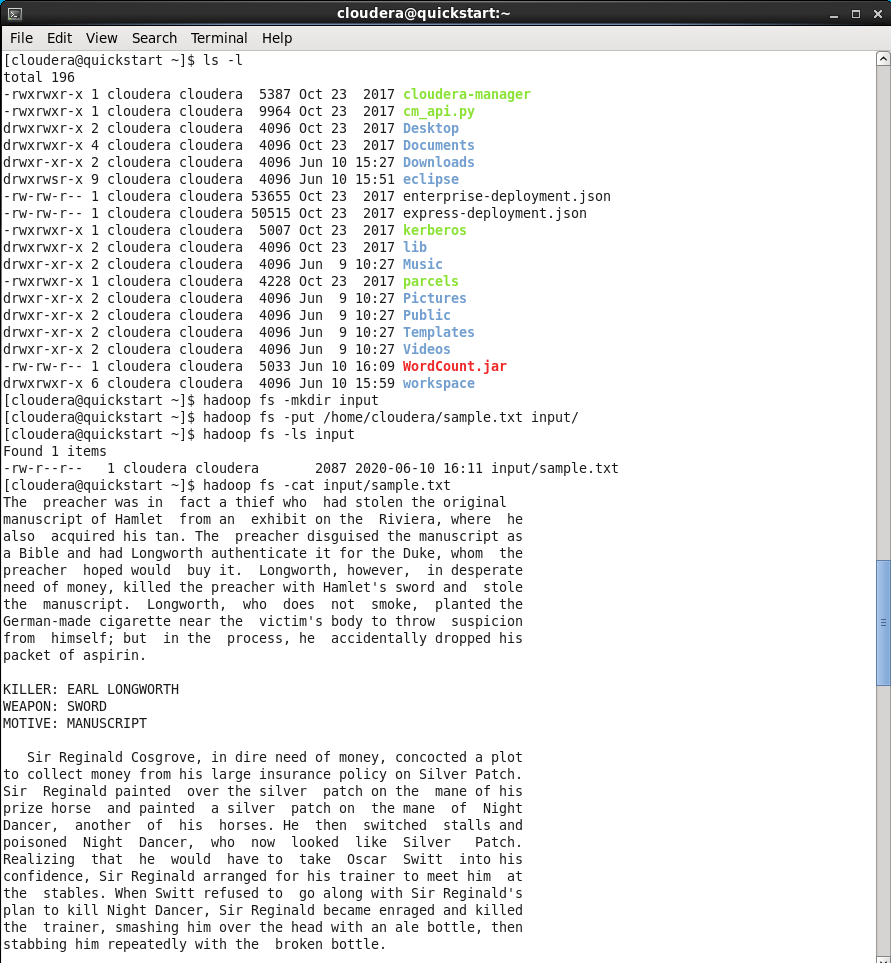 cloudera@quickstart:~
File Edit View Search Terminal Help
[cloudera@quickstart ~]$ ls -l
total 196
-rwxrwxr-x 1 cloudera cloudera  5387 Oct 23  2017 cloudera-manager
-rwxrwxr-x 1 cloudera cloudera  9964 Oct 23  2017 cm_api.py
drwxrwxr-x 2 cloudera cloudera  4096 Oct 23  2017 Desktop
drwxrwxr-x 4 cloudera cloudera  4096 Oct 23  2017 Documents
drwxr-xr-x 2 cloudera cloudera  4096 Jun 10 15:27 Downloads
drwxrwsr-x 9 cloudera cloudera  4096 Jun 10 15:51 eclipse
-rw-rw-r-- 1 cloudera cloudera 53655 Oct 23  2017 enterprise-deployment.json
-rw-rw-r-- 1 cloudera cloudera 50515 Oct 23  2017 express-deployment.json
-rwxrwxr-x 1 cloudera cloudera  5007 Oct 23  2017 kerberos
drwxrwxr-x 2 cloudera cloudera  4096 Oct 23  2017 lib
drwxr-xr-x 2 cloudera cloudera  4096 Jun  9 10:27 Music
-rwxrwxr-x 1 cloudera cloudera  4228 Oct 23  2017 parcels
drwxr-xr-x 2 cloudera cloudera  4096 Jun  9 10:27 Pictures
drwxr-xr-x 2 cloudera cloudera  4096 Jun  9 10:27 Public
drwxr-xr-x 2 cloudera cloudera  4096 Jun  9 10:27 Templates
drwxr-xr-x 2 cloudera cloudera  4096 Jun  9 10:27 Videos
-rw-rw-r-- 1 cloudera cloudera  5033 Jun 10 16:09 WordCount.jar
drwxrwxr-x 6 cloudera cloudera  4096 Jun 10 15:59 workspace
[cloudera@quickstart ~]$ hadoop fs -mkdir input
[cloudera@quickstart ~]$ hadoop fs -put /home/cloudera/sample.txt input/
[cloudera@quickstart ~]$ hadoop fs -ls input
Found 1 items
-rw-r--r--   1 cloudera cloudera       2087 2020-06-10 16:11 input/sample.txt
[cloudera@quickstart ~]$ hadoop fs -cat input/sample.txt
The  preacher was in  fact a thief who  had stolen the original
manuscript of Hamlet  from an  exhibit on the  Riviera, where  he
also  acquired his tan. The  preacher disguised the manuscript as
a Bible and had Longworth authenticate it for the Duke, whom  the
preacher  hoped would  buy it.  Longworth, however,  in desperate
need of money, killed the preacher with Hamlet's sword and  stole
the  manuscript.  Longworth,  who  does  not  smoke,  planted the
German-made cigarette near the  victim's body to throw  suspicion
from  himself; but  in the  process, he  accidentally dropped his
packet of aspirin.
KILLER: EARL LONGWORTH
WEAPON: SWORD
MOTIVE: MANUSCRIPT
   Sir Reginald Cosgrove, in dire need of money, concocted a plot
to collect money from his large insurance policy on Silver Patch.
Sir  Reginald painted  over the silver  patch on the  mane of his
prize horse  and painted  a silver  patch on  the mane  of  Night
Dancer,  another  of  his  horses. He  then  switched  stalls and
poisoned  Night  Dancer,  who  now  looked  like  Silver   Patch.
Realizing  that  he  would  have to  take  Oscar  Switt  into his
confidence, Sir Reginald arranged for his trainer to meet him  at
the  stables. When Switt refused to  go along with Sir Reginald's
plan to kill Night Dancer, Sir Reginald became enraged and killed
the  trainer, smashing him over the head with an ale bottle, then
stabbing him repeatedly with the  broken bottle.